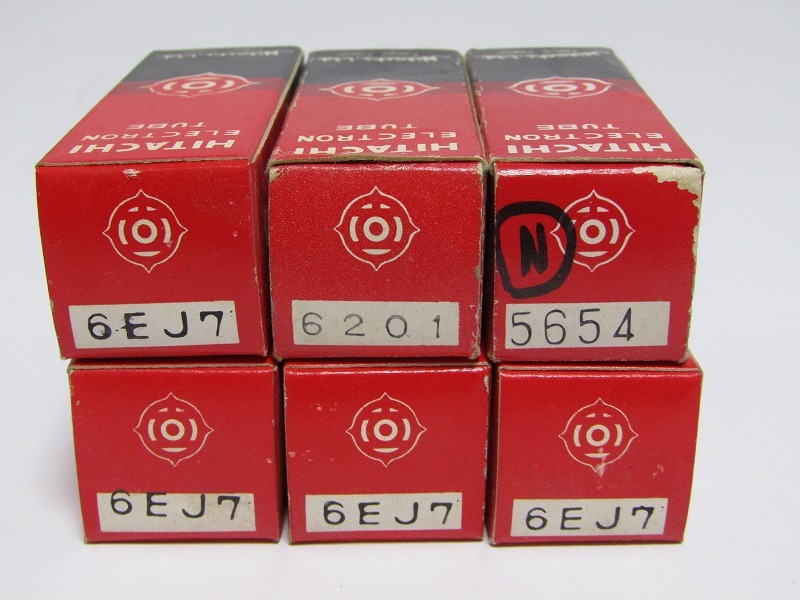 HITACHI
ELECTRON
TUBE
HITACHI
ELECTRON
TUBE
HITACHI
ELECTRON
TUBE
6EJ7
6201
N
5654
6EJ7
6EJ7
6EJ7